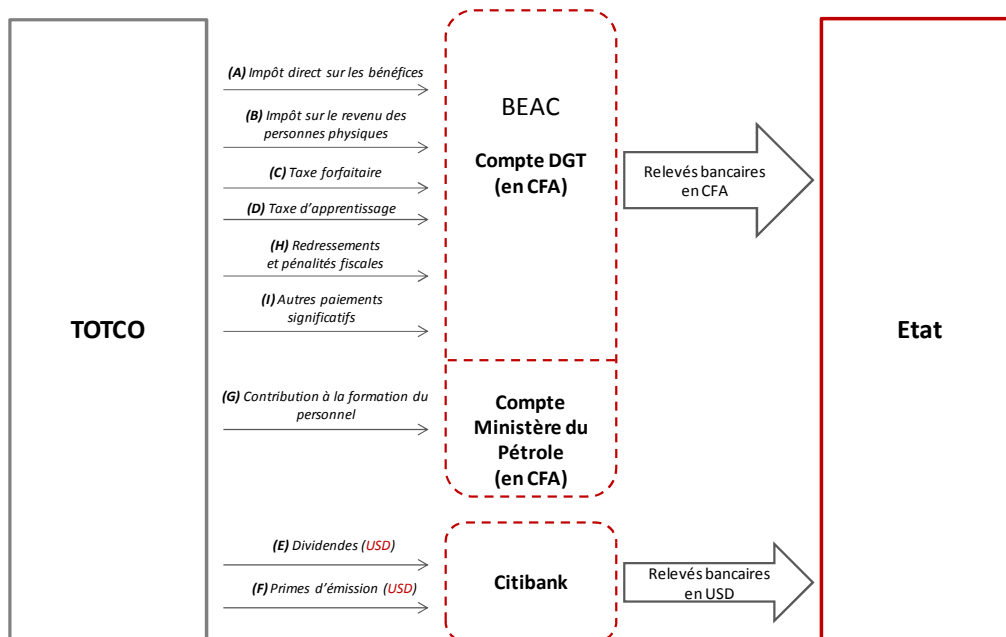 TOTCO
(A) Impôt direct sur les bénéfices
(B) Impôt sur le revenu des
personnes physiques
(C) Taxe forfaitaire
(D) Taxe d'apprentissage
(H) Redressements
et pénalités fiscales
(I) Autres paiements
significatifs
(G) Contribution à la formation du
personnel
(E) Dividendes (USD)
(F) Primes d'émission (USD)
BEAC
Compte DGT
(en CFA)
Compte
Ministère du
Pétrole
(en CFA)
Citibank
Relevés bancaires
en CFA
Relevés bancaires
en USD
Etat